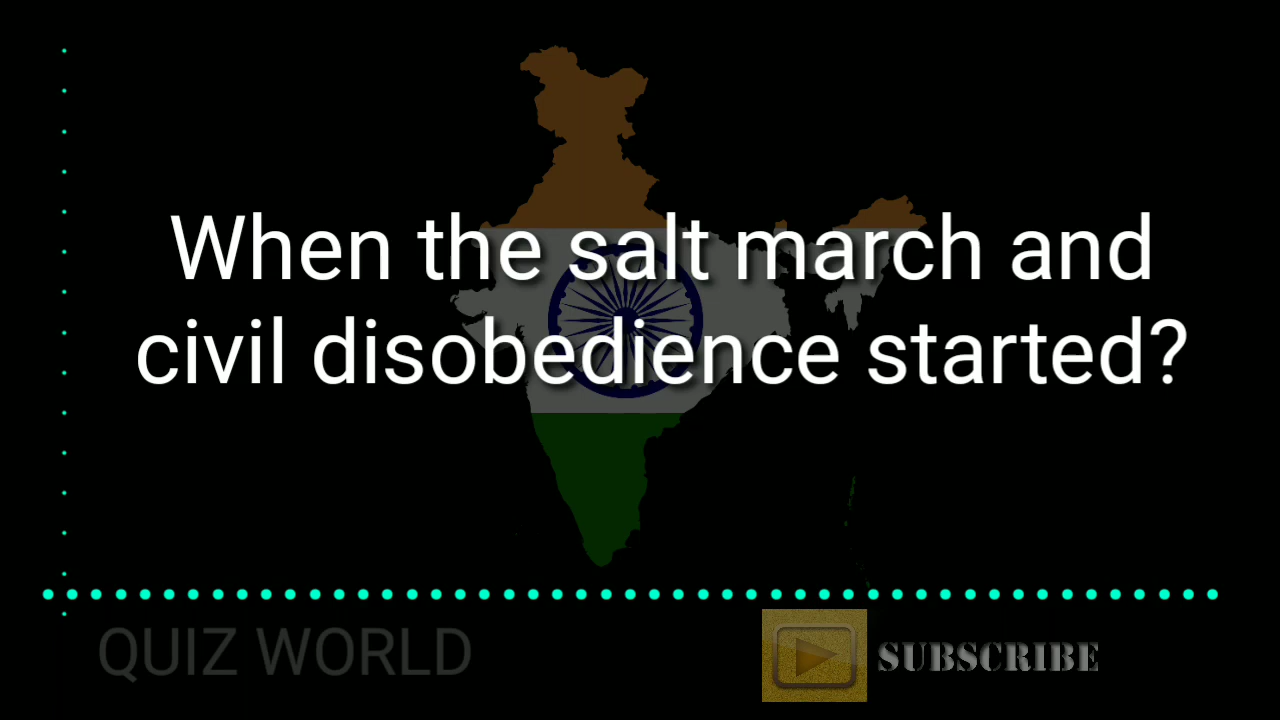 When the salt march and
civil disobedience started?
QUIZ WORLD
SUBSCRIBE